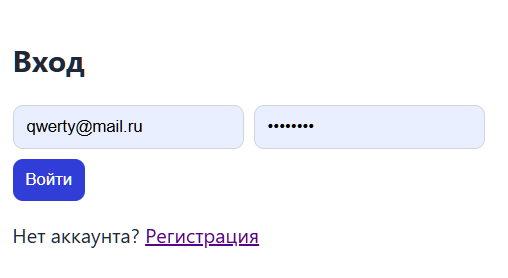 Вход
qwerty@mail.ru ••••••••
Войти
Нет аккаунта? Регистрация